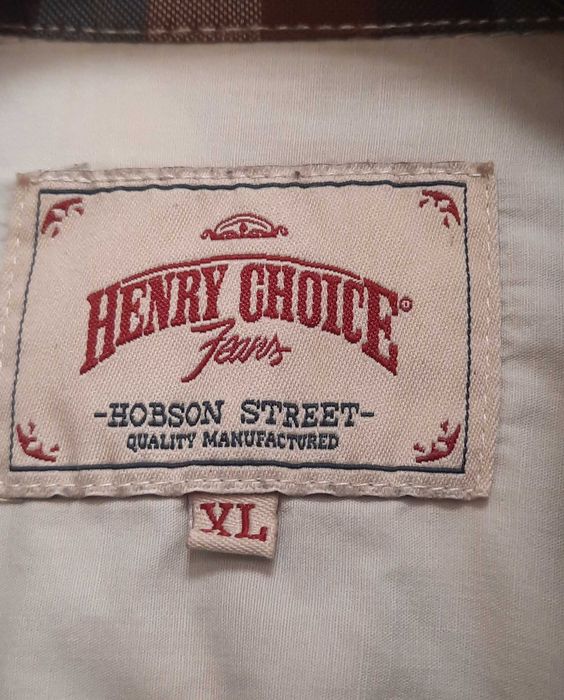 HENRY CHOICE®
Jeans
-HOBSON STREET-
QUALITY MANUFACTURED
XL